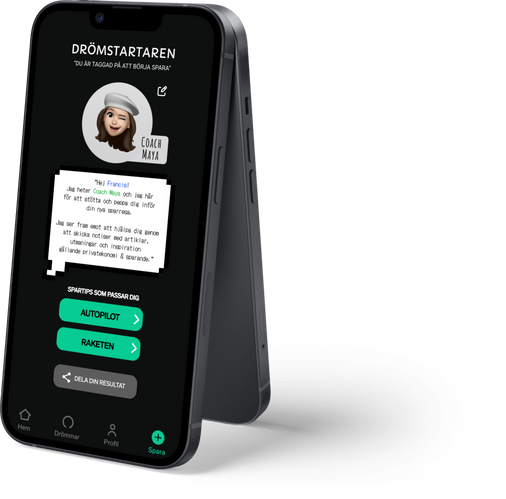 DRÖMSTARTAREN
"DU ÄR TAGGAD PÅ ATT BÖRJA SPARA"
COACH
MAYA
"Hej Francis!
Jag heter Coach Maya och jag här
för att stötta och peppa dig inför
din nya sparresa.
Jag ser fram emot att hjälpa dig genom
att skicka notiser med artiklar,
utmaningar och inspiration
gällande privatekonomi & sparande."
SPARTIPS SOM PASSAR DIG
AUTOPILOT
RAKETEN
DELA DIN RESULTAT
Hem
Drömmar
Profil
Spara